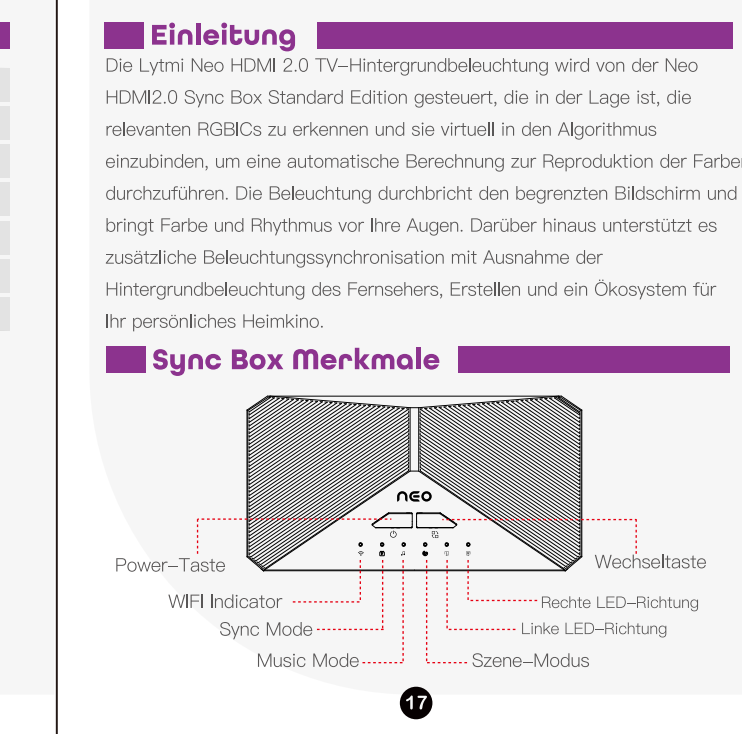 Einleitung
Die Lytmi Neo HDMI 2.0 TV-Hintergrundbeleuchtung wird von der Neo
HDMI2.0 Sync Box Standard Edition gesteuert, die in der Lage ist, die
relevanten RGBICs zu erkennen und sie virtuell in den Algorithmus
einzubinden, um eine automatische Berechnung zur Reproduktion der Farben
durchzuführen. Die Beleuchtung durchbricht den begrenzten Bildschirm und
bringt Farbe und Rhythmus vor Ihre Augen. Darüber hinaus unterstützt es
zusätzliche Beleuchtungssynchronisation mit Ausnahme der
Hintergrundbeleuchtung des Fernsehers, Erstellen und ein Ökosystem für
Ihr persönliches Heimkino.
Sync Box Merkmale
neo
Power-Taste
Wechseltaste
WIFI Indicator
Rechte LED-Richtung
Sync Mode
Linke LED-Richtung
Music Mode
Szene-Modus
17